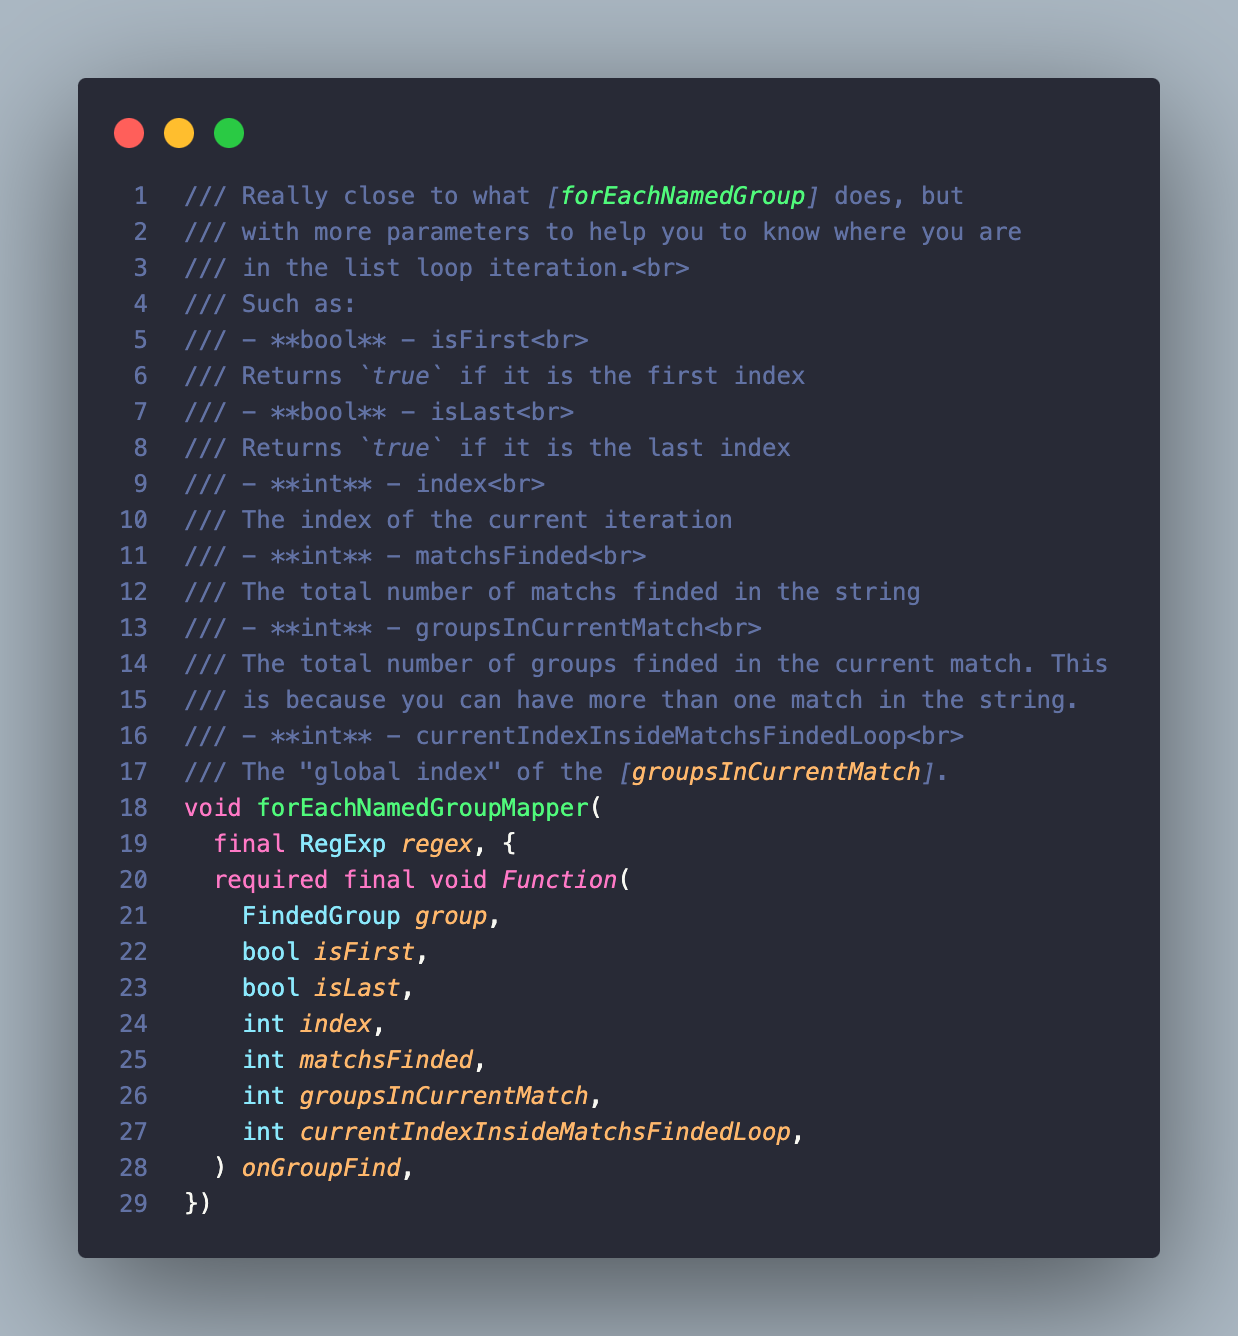 1 /// Really close to what [forEachNamedGroup] does, but
2 /// with more parameters to help you to know where you are
3 /// in the list loop iteration.<br>
4 /// Such as:
5 /// - **bool** - isFirst<br>
6 /// Returns `true` if it is the first index
7 /// - **bool** - isLast<br>
8 /// Returns `true` if it is the last index
9 /// - **int** - index<br>
10 /// The index of the current iteration
11 /// - **int** - matchsFinded<br>
12 /// The total number of matchs finded in the string
13 /// - **int** - groupsInCurrentMatch<br>
14 /// The total number of groups finded in the current match. This
15 /// is because you can have more than one match in the string.
16 /// - **int** - currentIndexInsideMatchsFindedLoop<br>
17 /// The "global index" of the [groupsInCurrentMatch].
18 void forEachNamedGroupMapper(
19   final RegExp regex, {
20   required final void Function(
21     FindedGroup group,
22     bool isFirst,
23     bool isLast,
24     int index,
25     int matchsFinded,
26     int groupsInCurrentMatch,
27     int currentIndexInsideMatchsFindedLoop,
28   ) onGroupFind,
29 })